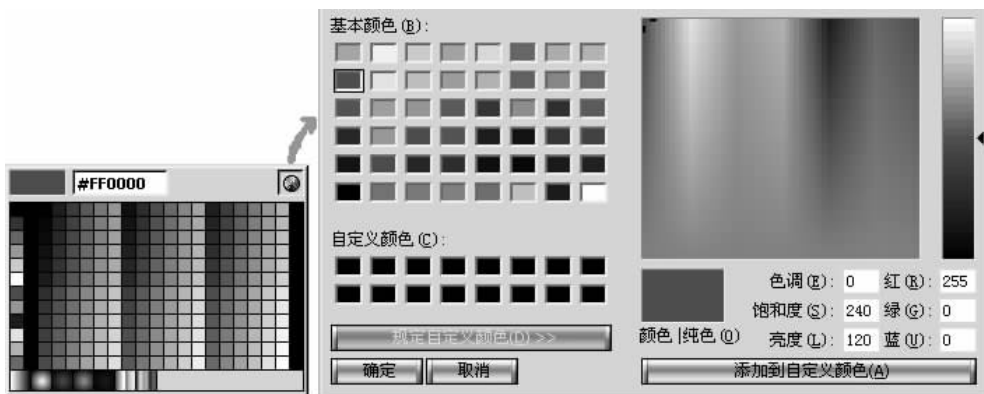 基本颜色(B):
#FF0000
自定义颜色(C):
规定自定义颜色(D) >>
确定 取消
色调(E): 0 红(R): 255
饱和度(S): 240 绿(G): 0
颜色|纯色(O) 亮度(L): 120 蓝(U): 0
添加到自定义颜色(A)